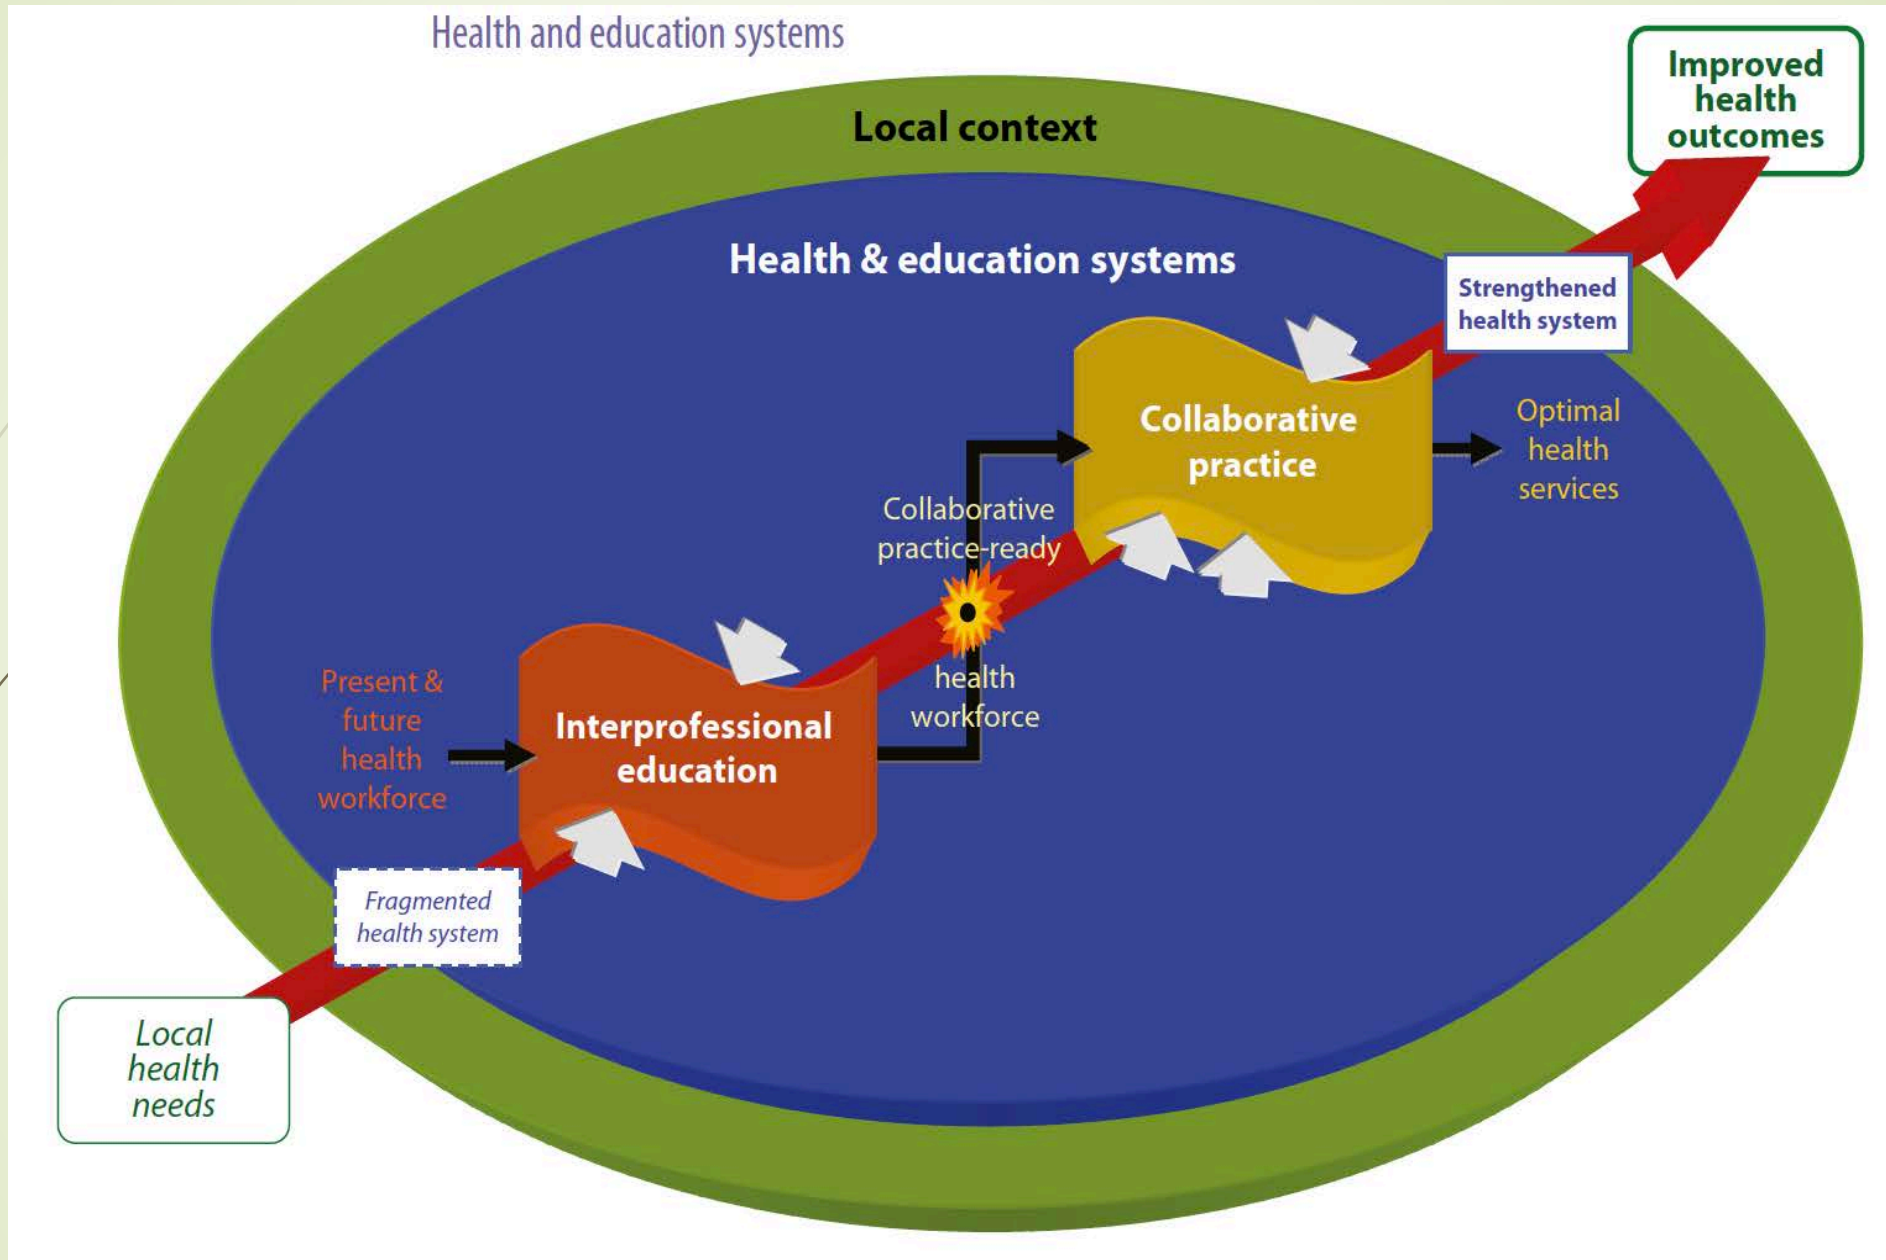 Health and education systems
Improved
health
outcomes
Local context
Health & education systems
Strengthened
health system
Collaborative
practice
Optimal
health
services
Collaborative
practice-ready
health
workforce
Present &
future
health
workforce
Interprofessional
education
Fragmented
health system
Local
health
needs